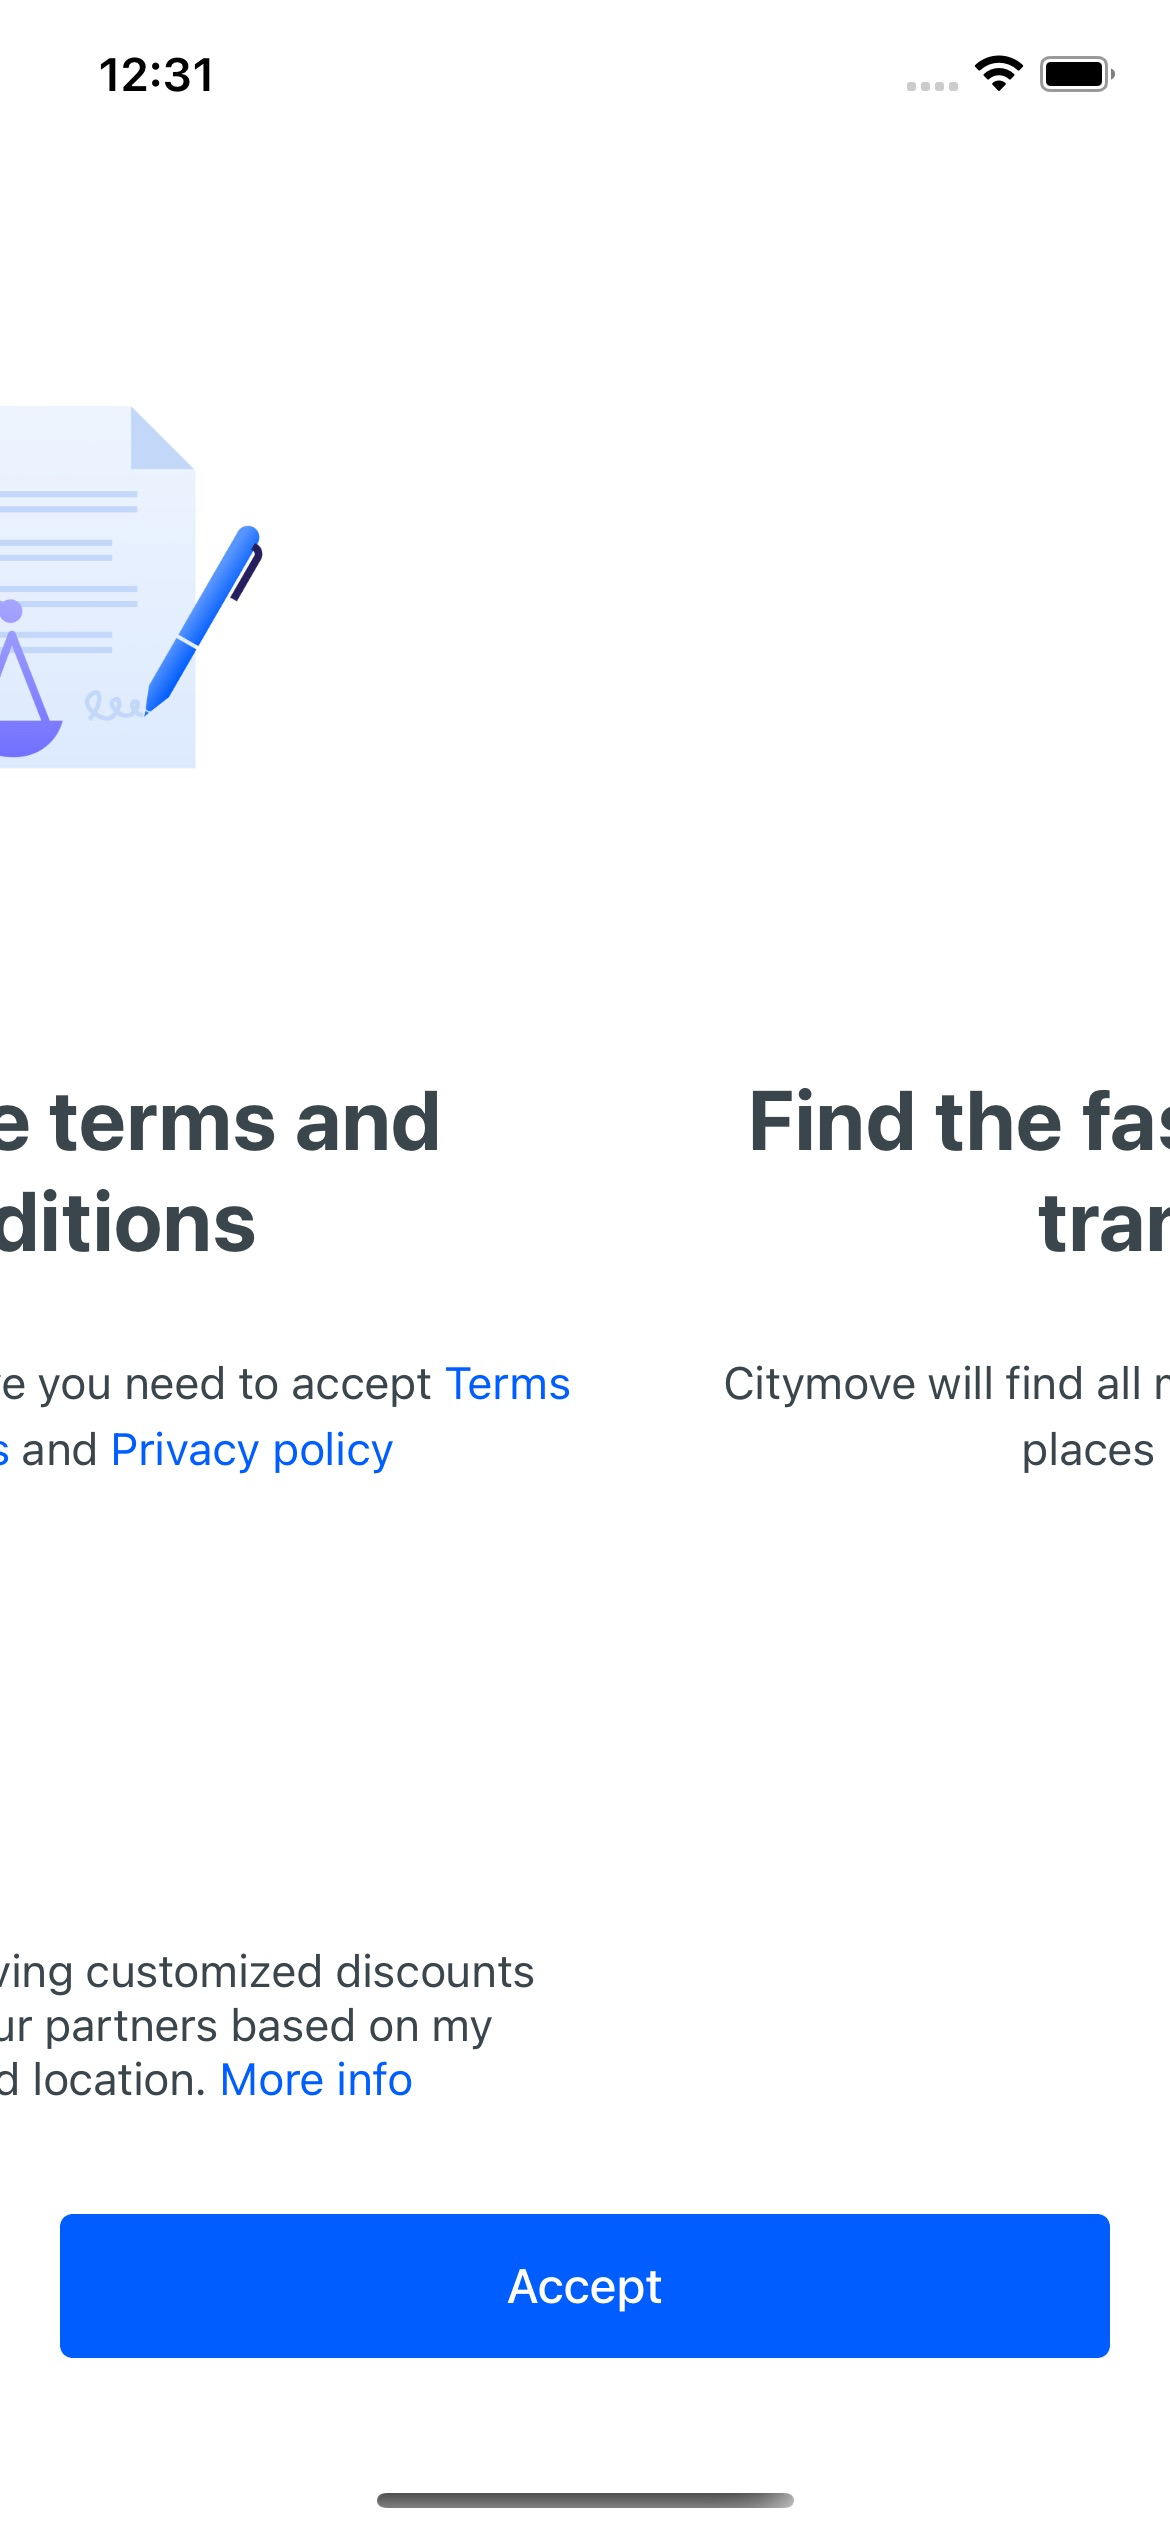 12:31
e terms and
ditions
Find the fas
tran
e you need to accept Terms
s and Privacy policy
Citymove will find all
places
ving customized discounts
ur partners based on my
d location. More info
Accept